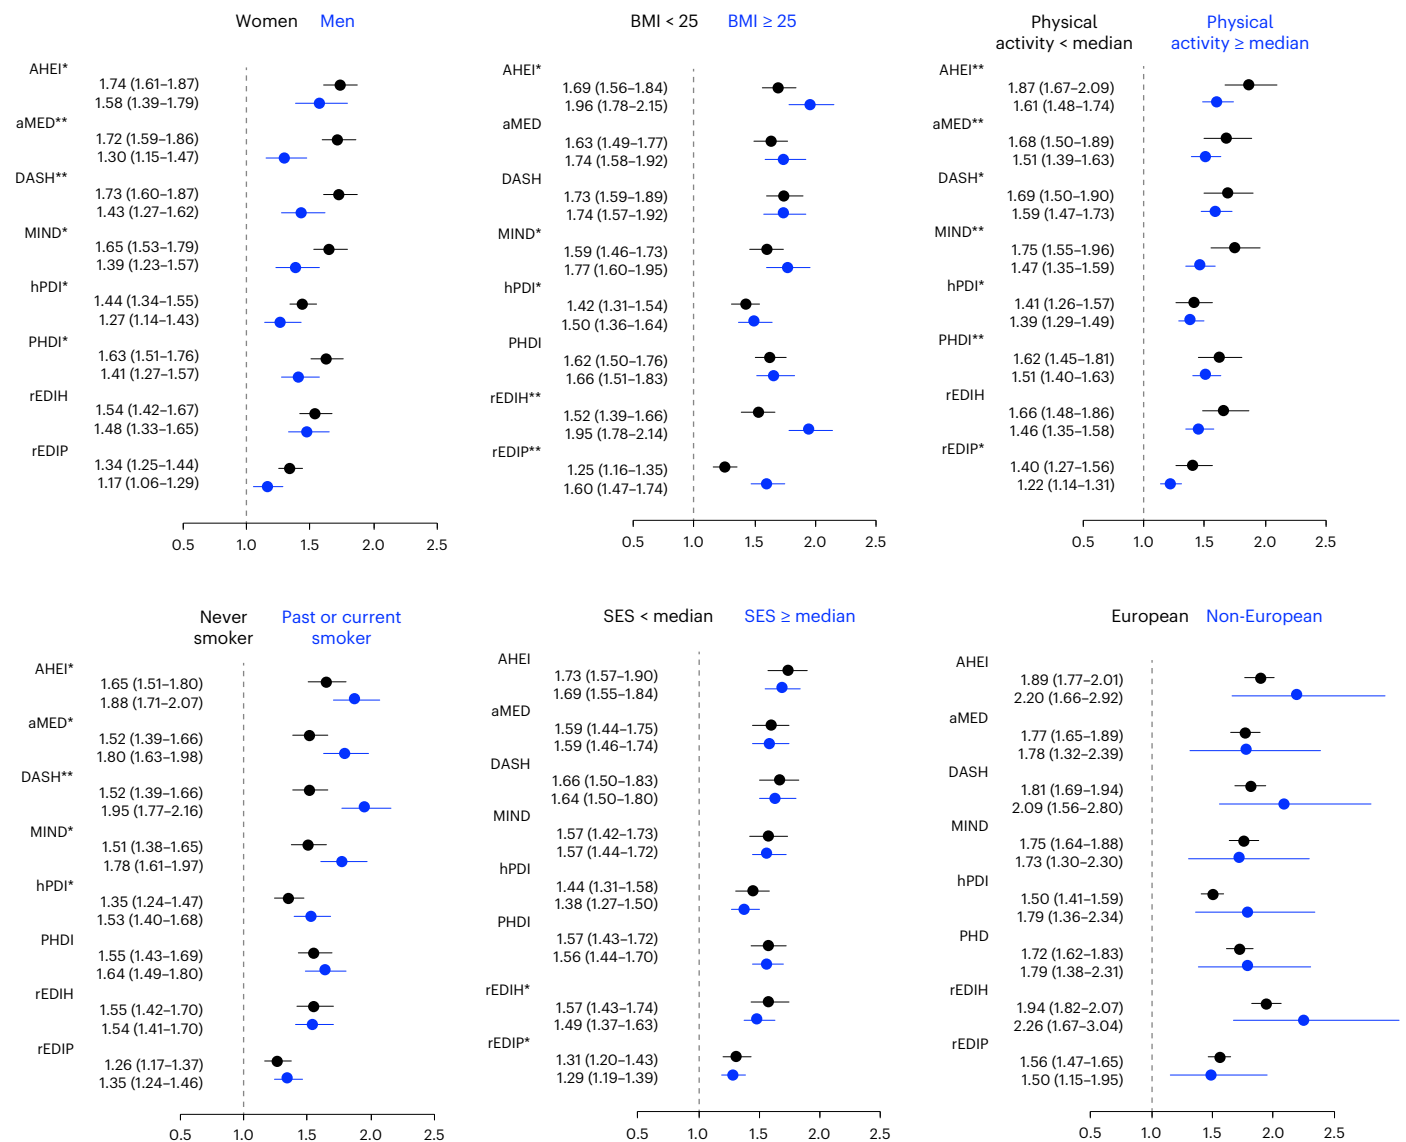 Women Men
AHEI*
1.74 (1.61–1.87)
1.58 (1.39–1.79)
aMED**
1.72 (1.59–1.86)
1.30 (1.15–1.47)
DASH**
1.73 (1.60–1.87)
1.43 (1.27–1.62)
MIND*
1.65 (1.53–1.79)
1.39 (1.23–1.57)
hPDI*
1.44 (1.34–1.55)
1.27 (1.14–1.43)
PHDI*
1.63 (1.51–1.76)
1.41 (1.27–1.57)
rEDIH
1.54 (1.42–1.67)
1.48 (1.33–1.65)
rEDIP
1.34 (1.25–1.44)
1.17 (1.06–1.29)
0.5 1.0 1.5 2.0 2.5
BMI < 25 BMI ≥ 25
AHEI*
1.69 (1.56–1.84)
1.96 (1.78–2.15)
aMED
1.63 (1.49–1.77)
1.74 (1.58–1.92)
DASH
1.73 (1.59–1.89)
1.74 (1.57–1.92)
MIND*
1.59 (1.46–1.73)
1.77 (1.60–1.95)
hPDI*
1.42 (1.31–1.54)
1.50 (1.36–1.64)
PHDI
1.62 (1.50–1.76)
1.66 (1.51–1.83)
rEDIH**
1.52 (1.39–1.66)
1.95 (1.78–2.14)
rEDIP**
1.25 (1.16–1.35)
1.60 (1.47–1.74)
0.5 1.0 1.5 2.0 2.5
Physical Physical
activity < median activity ≥ median
AHEI**
1.87 (1.67–2.09)
1.61 (1.48–1.74)
aMED**
1.68 (1.50–1.89)
1.51 (1.39–1.63)
DASH*
1.69 (1.50–1.90)
1.59 (1.47–1.73)
MIND**
1.75 (1.55–1.96)
1.47 (1.35–1.59)
hPDI*
1.41 (1.26–1.57)
1.39 (1.29–1.49)
PHDI**
1.62 (1.45–1.81)
1.51 (1.40–1.63)
rEDIH
1.66 (1.48–1.86)
1.46 (1.35–1.58)
rEDIP*
1.40 (1.27–1.56)
1.22 (1.14–1.31)
0.5 1.0 1.5 2.0 2.5
Never Past or current
smoker smoker
AHEI*
1.65 (1.51–1.80)
1.88 (1.71–2.07)
aMED*
1.52 (1.39–1.66)
1.80 (1.63–1.98)
DASH**
1.52 (1.39–1.66)
1.95 (1.77–2.16)
MIND*
1.51 (1.38–1.65)
1.78 (1.61–1.97)
hPDI*
1.35 (1.24–1.47)
1.53 (1.40–1.68)
PHDI
1.55 (1.43–1.69)
1.64 (1.49–1.80)
rEDIH
1.55 (1.42–1.70)
1.54 (1.41–1.70)
rEDIP
1.26 (1.17–1.37)
1.35 (1.24–1.46)
0.5 1.0 1.5 2.0 2.5
SES < median SES ≥ median
AHEI
1.73 (1.57–1.90)
1.69 (1.55–1.84)
aMED
1.59 (1.44–1.75)
1.59 (1.46–1.74)
DASH
1.66 (1.50–1.83)
1.64 (1.50–1.80)
MIND
1.57 (1.42–1.73)
1.57 (1.44–1.72)
hPDI
1.44 (1.31–1.58)
1.38 (1.27–1.50)
PHDI
1.57 (1.43–1.72)
1.56 (1.44–1.70)
rEDIH*
1.57 (1.43–1.74)
1.49 (1.37–1.63)
rEDIP*
1.31 (1.20–1.43)
1.29 (1.19–1.39)
0.5 1.0 1.5 2.0 2.5
European Non-European
AHEI
1.89 (1.77–2.01)
2.20 (1.66–2.92)
aMED
1.77 (1.65–1.89)
1.78 (1.32–2.39)
DASH
1.81 (1.69–1.94)
2.09 (1.56–2.80)
MIND
1.75 (1.64–1.88)
1.73 (1.30–2.30)
hPDI
1.50 (1.41–1.59)
1.79 (1.36–2.34)
PHD
1.72 (1.62–1.83)
1.79 (1.38–2.31)
rEDIH
1.94 (1.82–2.07)
2.26 (1.67–3.04)
rEDIP
1.56 (1.47–1.65)
1.50 (1.15–1.95)
0.5 1.0 1.5 2.0 2.5